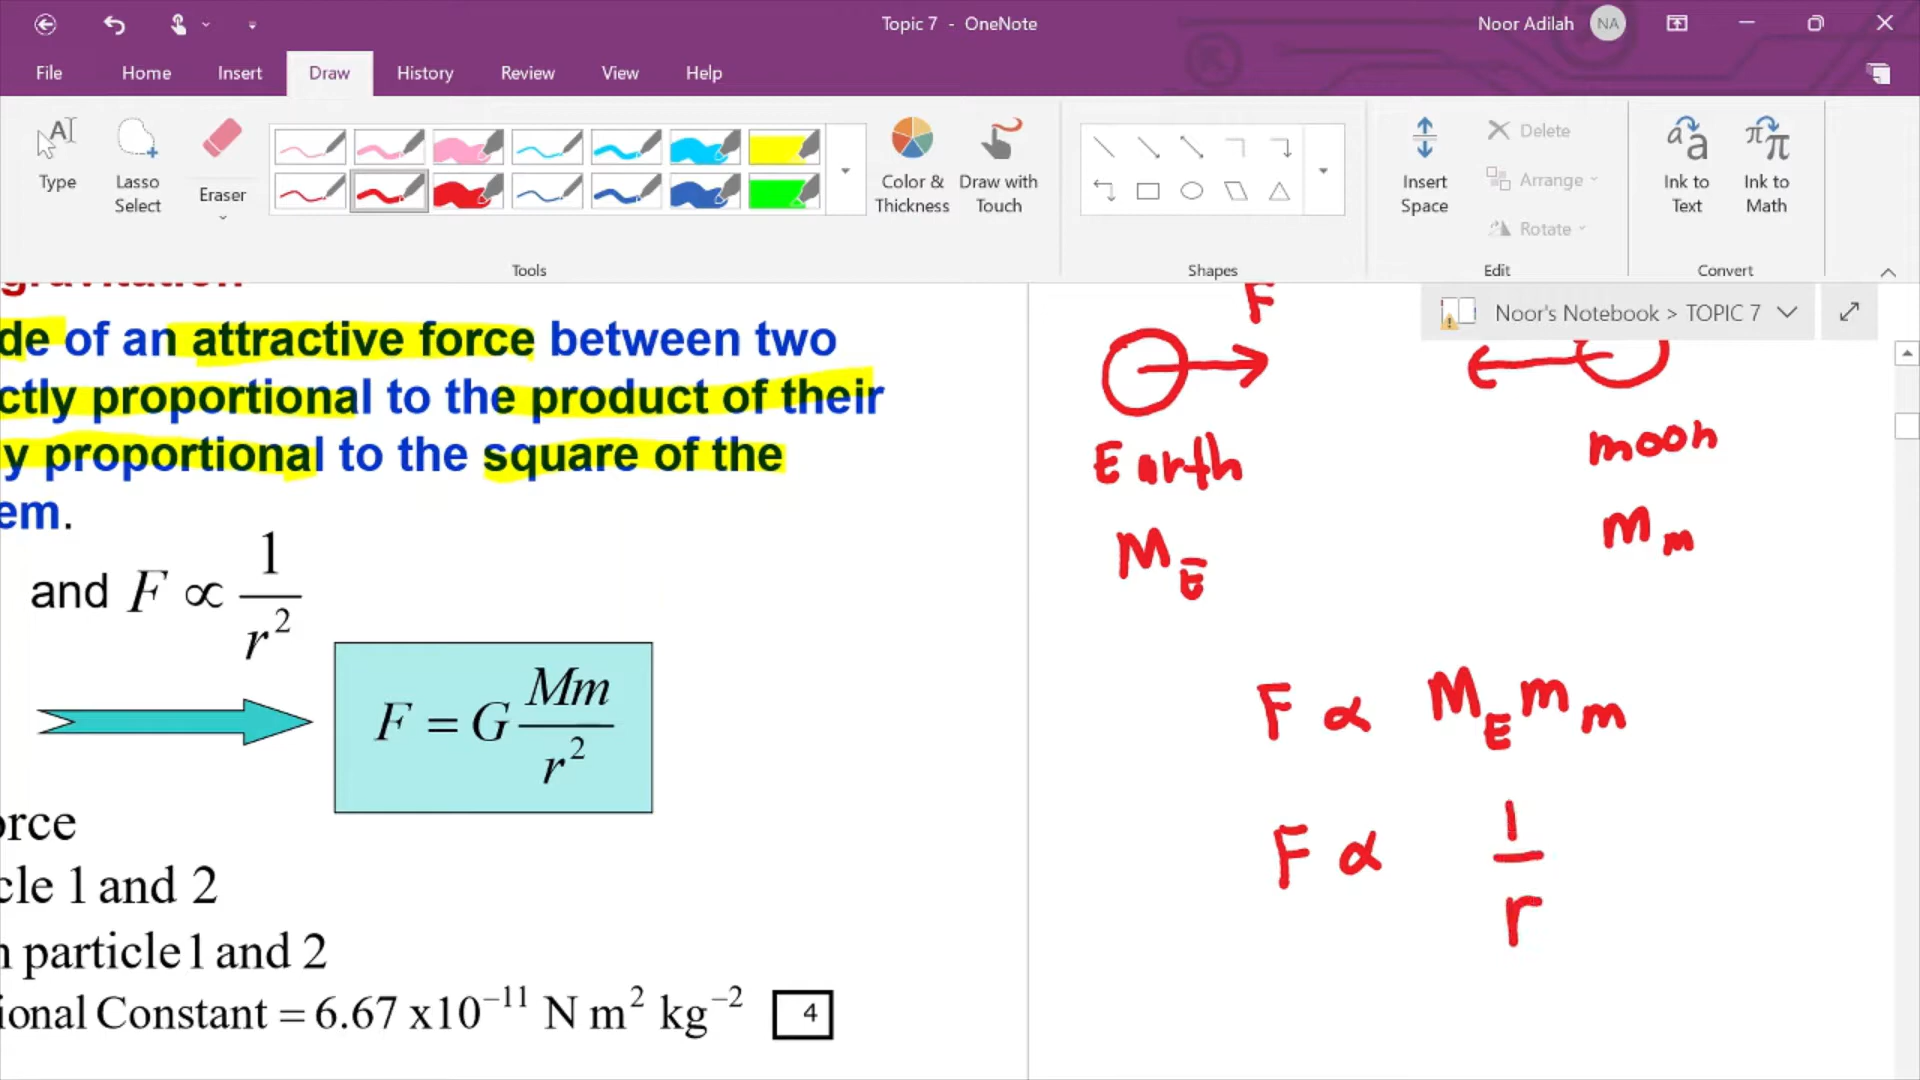 Topic 7 - OneNote
Noor Adilah NA
File Home Insert Draw History Review View Help
Type
Lasso Select
Eraser
Color & Thickness
Draw with Touch
Insert Space
Delete
Arrange
Rotate
Ink to Text
Ink to Math
Tools Shapes Edit Convert
Noor's Notebook > TOPIC 7
gravitation
de of an attractive force between two
ctly proportional to the product of their
y proportional to the square of the
em.
and F ∝ 1/r²
F = G Mm/r²
orce
cle 1 and 2
n particle 1 and 2
ional Constant = 6.67 x10⁻¹¹ N m² kg⁻²
4
F
Earth moon
M_E m_m
F ∝ M_E m_m
F ∝ 1/r